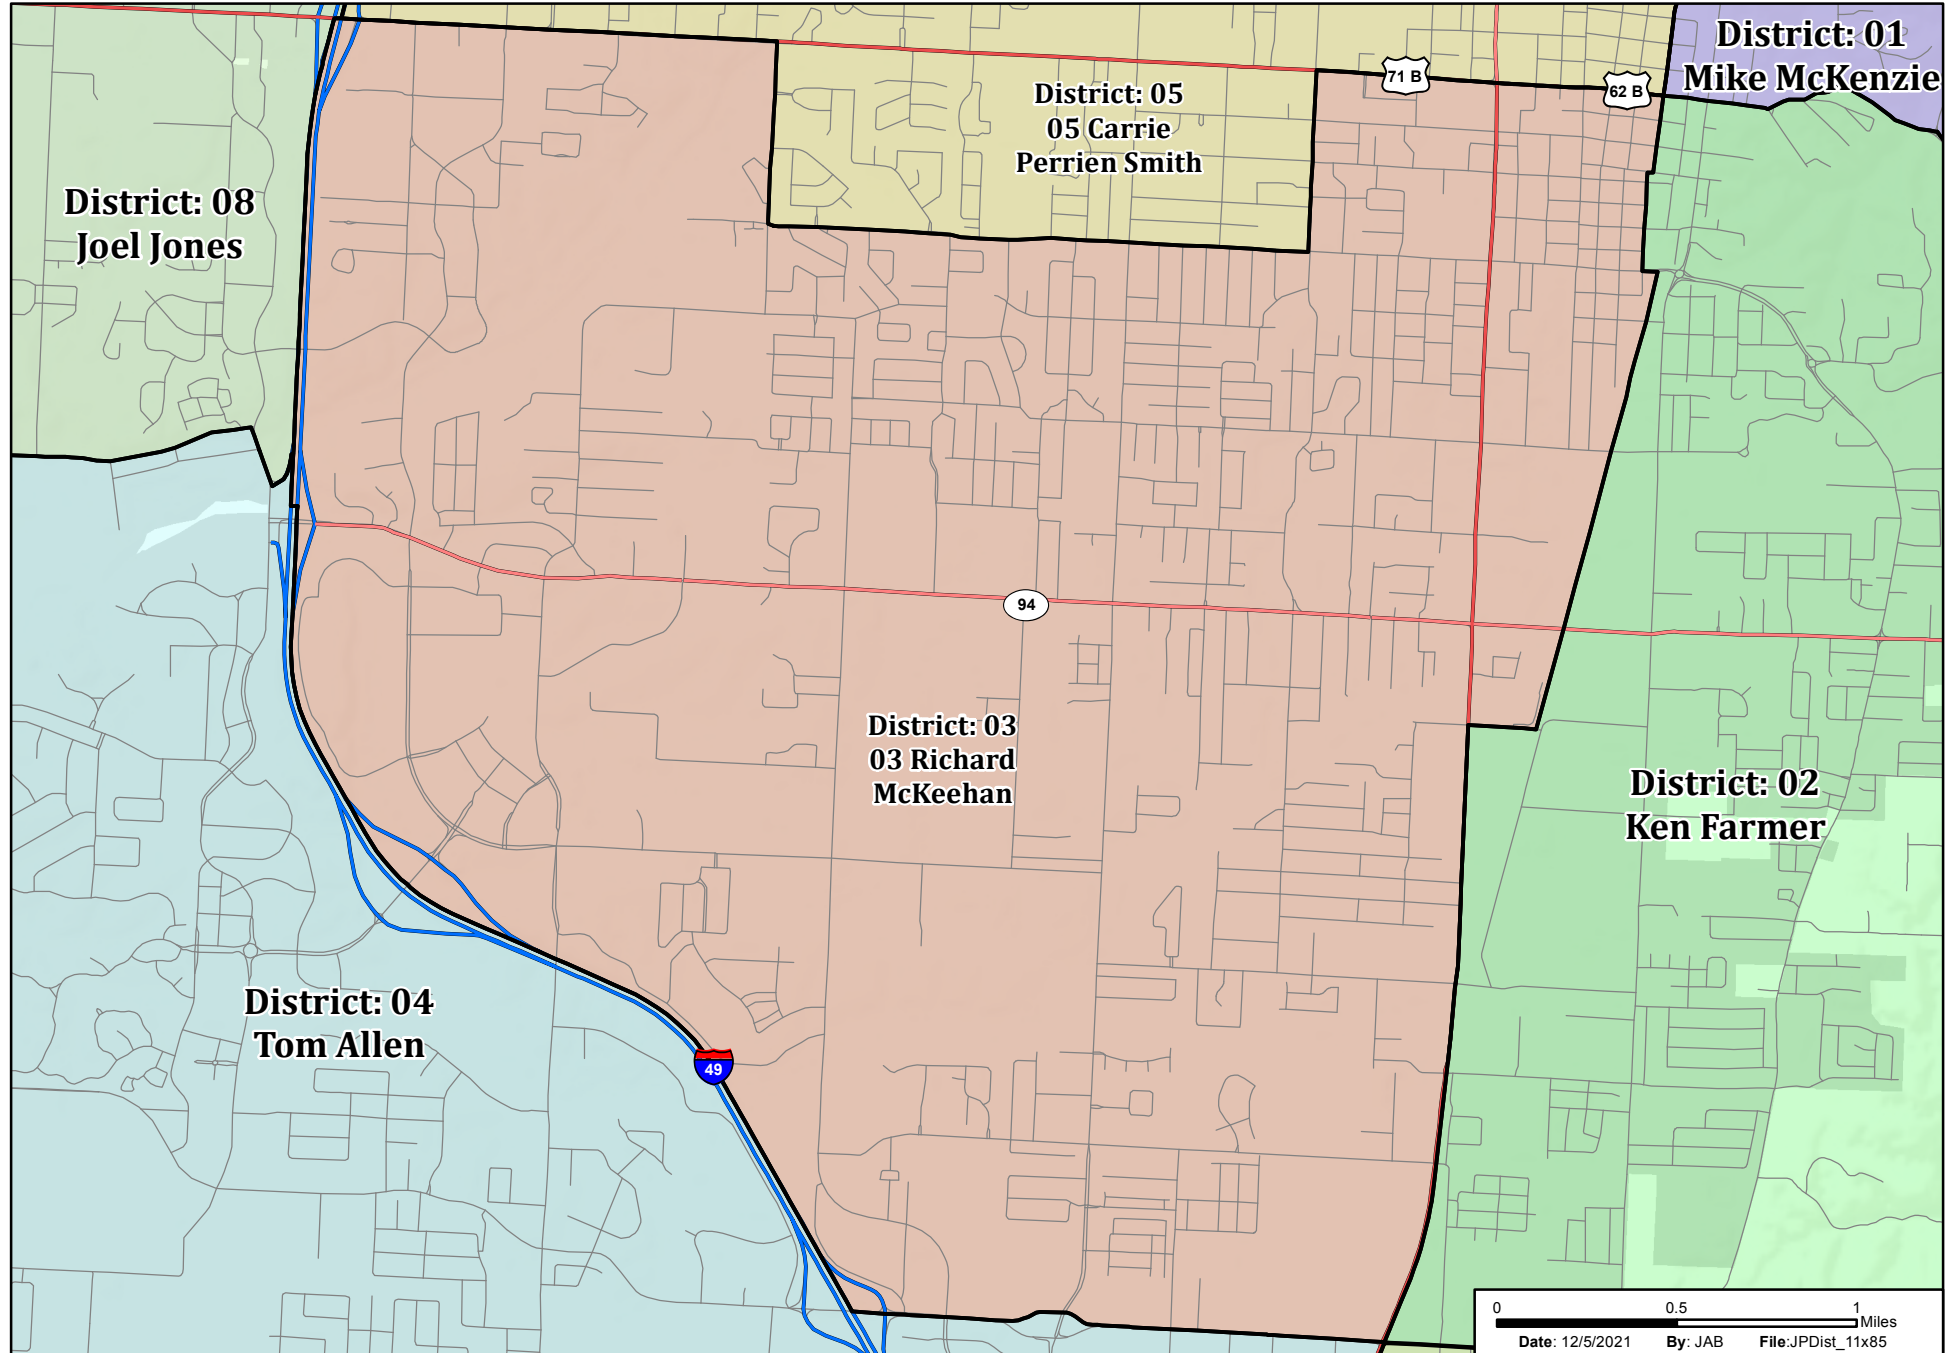 District: 01
Mike McKenzie
71 B
62 B
District: 05
05 Carrie
Perrien Smith
District: 08
Joel Jones
94
District: 03
03 Richard
McKeehan
District: 02
Ken Farmer
District: 04
Tom Allen
49
0 0.5 1
Miles
Date: 12/5/2021 By: JAB File:JPDist_11x85